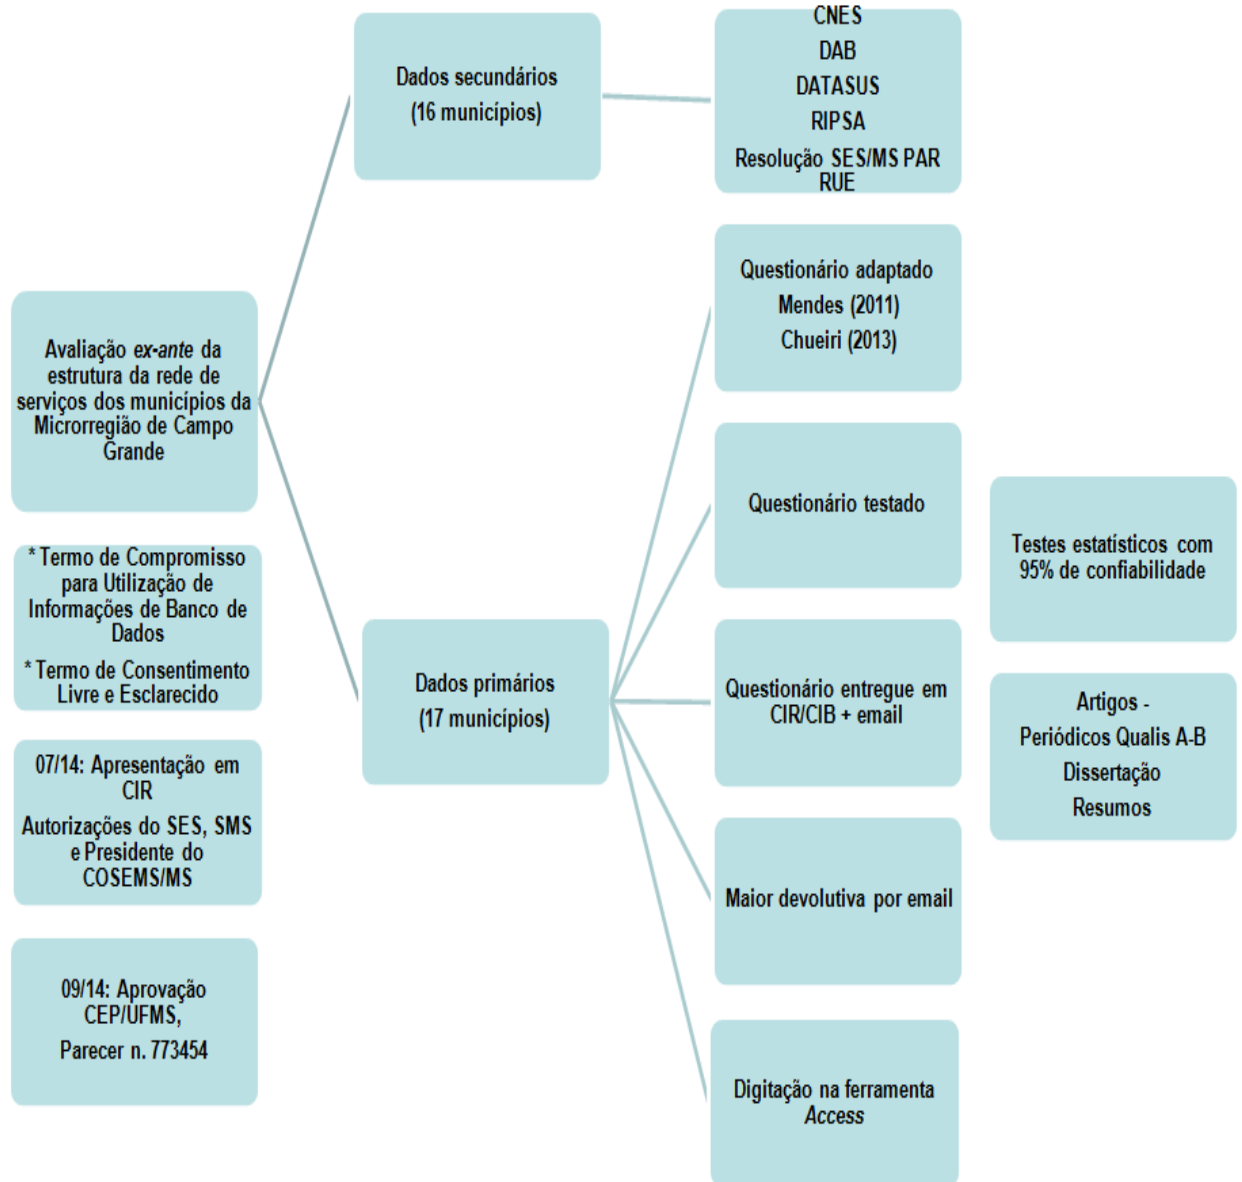 Avaliação ex-ante da
estrutura da rede de
serviços dos municípios da
Microrregião de Campo
Grande
* Termo de Compromisso
para Utilização de
Informações de Banco de
Dados
* Termo de Consentimento
Livre e Esclarecido
07/14: Apresentação em
CIR
Autorizações do SES, SMS
e Presidente do
COSEMS/MS
09/14: Aprovação
CEP/UFMS,
Parecer n. 773454
Dados secundários
(16 municípios)
Dados primários
(17 municípios)
CNES
DAB
DATASUS
RIPSA
Resolução SES/MS PAR
RUE
Questionário adaptado
Mendes (2011)
Chueiri (2013)
Questionário testado
Questionário entregue em
CIR/CIB + email
Maior devolutiva por email
Digitação na ferramenta
Access
Testes estatísticos com
95% de confiabilidade
Artigos -
Periódicos Qualis A-B
Dissertação
Resumos